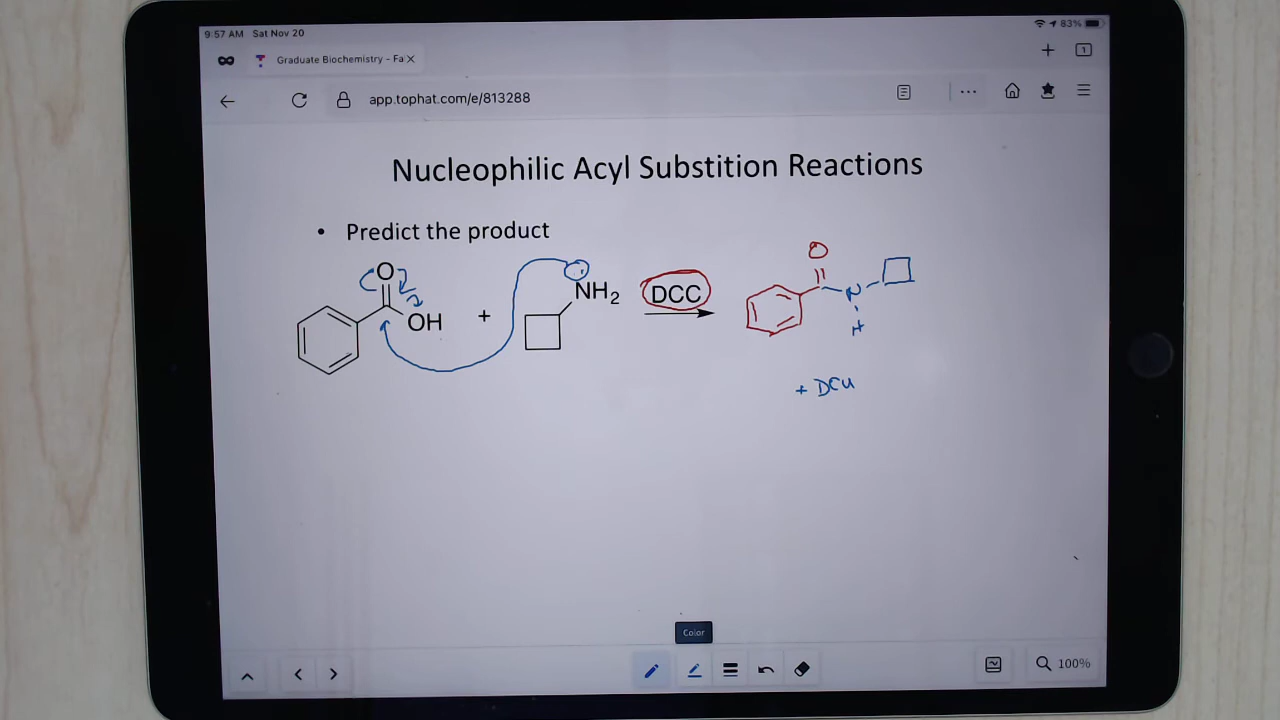 9:57 AM Sat Nov 20
83%
Graduate Biochemistry - Fa X
1
app.tophat.com/e/813288
Nucleophilic Acyl Substition Reactions
• Predict the product
O
OH
+
NH2
DCC
O
N
H
+ DCU
Color
100%